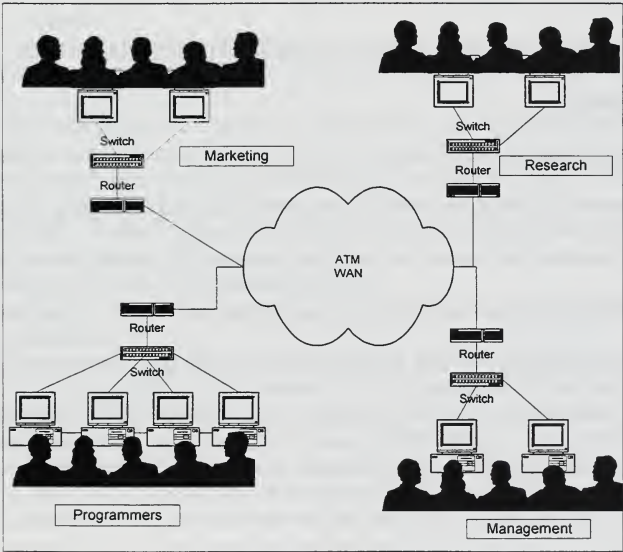 Switch
Marketing
Router
Switch
Router
Research
ATM
WAN
Router
Switch
Programmers
Router
Switch
Management